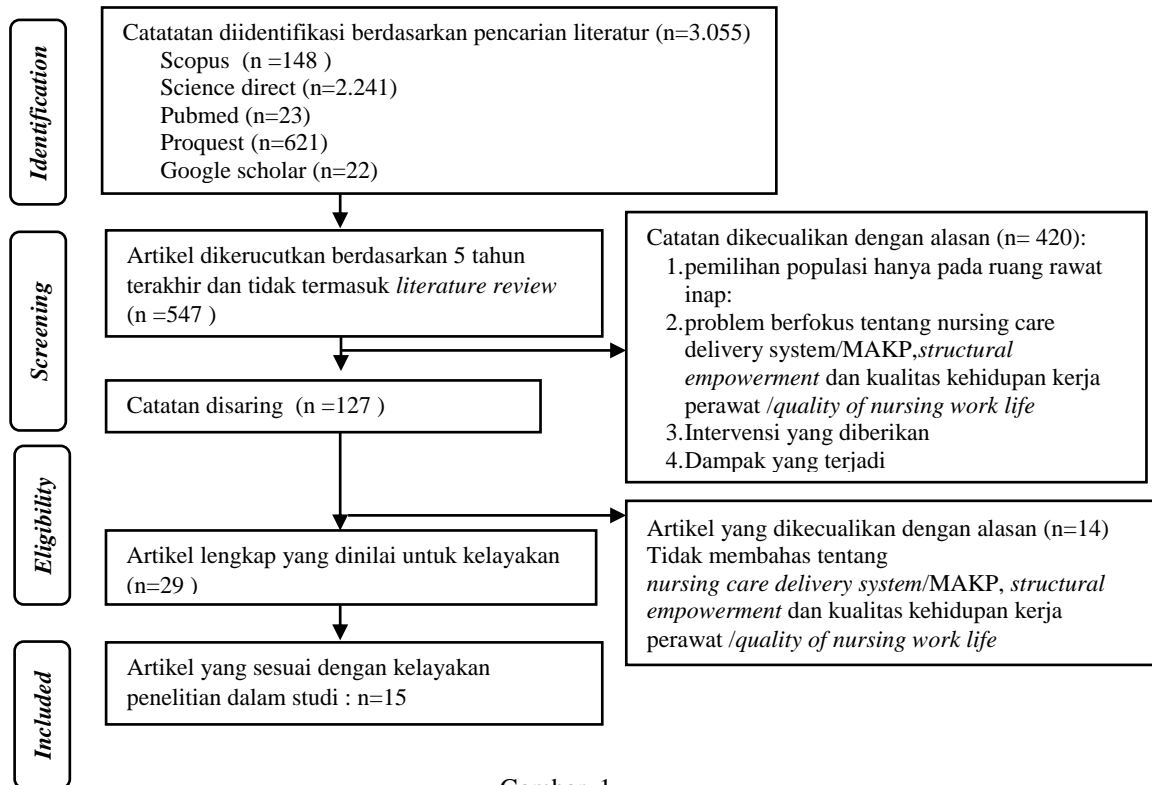 Identification
Catatatan diidentifikasi berdasarkan pencarian literatur (n=3.055)
Scopus (n =148 )
Science direct (n=2.241)
Pubmed (n=23)
Proquest (n=621)
Google scholar (n=22)
Screening
Artikel dikerucutkan berdasarkan 5 tahun
terakhir dan tidak termasuk literature review
(n =547 )
Catatan dikecualikan dengan alasan (n= 420):
1.pemilihan populasi hanya pada ruang rawat
inap:
2.problem berfokus tentang nursing care
delivery system/MAKP,structural
empowerment dan kualitas kehidupan kerja
perawat /quality of nursing work life
3.Intervensi yang diberikan
4.Dampak yang terjadi
Catatan disaring (n =127 )
Eligibility
Artikel lengkap yang dinilai untuk kelayakan
(n=29 )
Artikel yang dikecualikan dengan alasan (n=14)
Tidak membahas tentang
nursing care delivery system/MAKP, structural
empowerment dan kualitas kehidupan kerja
perawat /quality of nursing work life
Included
Artikel yang sesuai dengan kelayakan
penelitian dalam studi : n=15
Gambar. 1